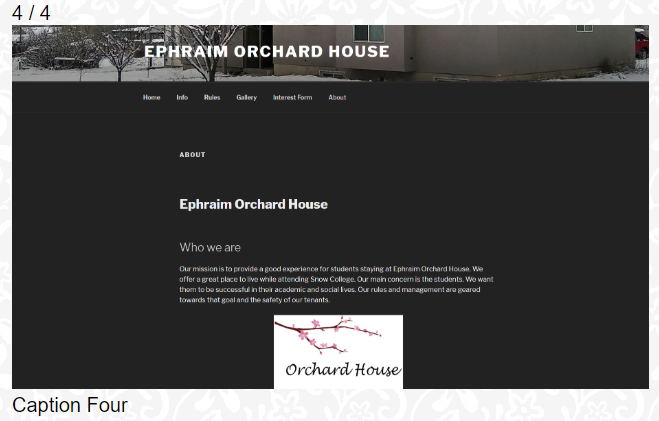 4 / 4
EPHRAIM ORCHARD HOUSE
Home Info Rules Gallery Interest Form About
ABOUT
Ephraim Orchard House
Who we are
Our mission is to provide a good experience for students staying at Ephraim Orchard House. We
offer a great place to live while attending Snow College. Our main concern is the students. We want
them to be successful in their academic and social lives. Our rules and management are geared
towards that goal and the safety of our tenants.
Orchard House
Caption Four